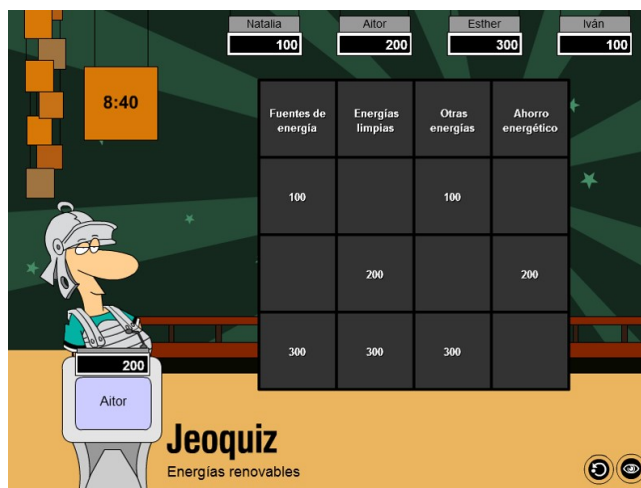 Natalia Aitor Esther Iván
100 200 300 100
8:40
Fuentes de energía Energías limpias Otras energías Ahorro energético
100 100
200 200
300 300 300
200
Aitor
Jeoquiz
Energías renovables